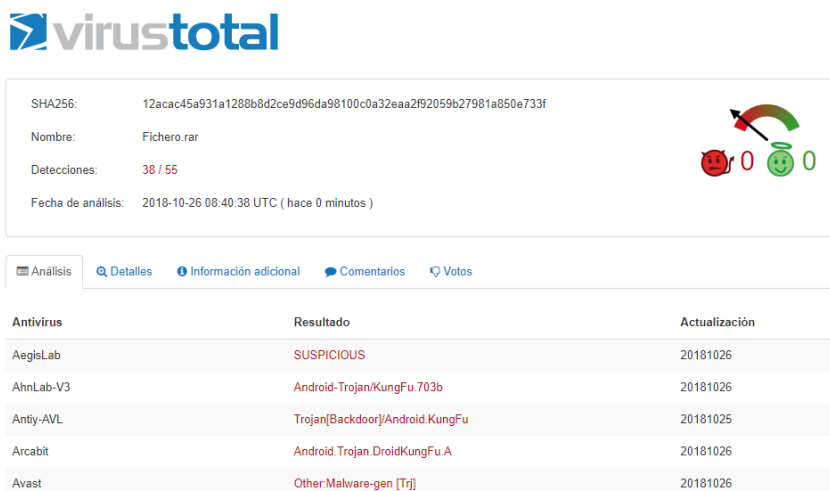 virustotal
SHA256: 12acac45a931a1288b8d2ce9d96da98100c0a32eaa2f92059b27981a850e733f
Nombre: Fichero.rar
Detecciones: 38 / 55
Fecha de análisis: 2018-10-26 08:40:38 UTC ( hace 0 minutos )
0 0
Análisis Detalles Información adicional Comentarios Votos
Antivirus Resultado Actualización
AegisLab SUSPICIOUS 20181026
AhnLab-V3 Android-Trojan/KungFu.703b 20181026
Antiy-AVL Trojan[Backdoor]/Android.KungFu 20181025
Arcabit Android.Trojan.DroidKungFu.A 20181026
Avast Other:Malware-gen [Trj] 20181026